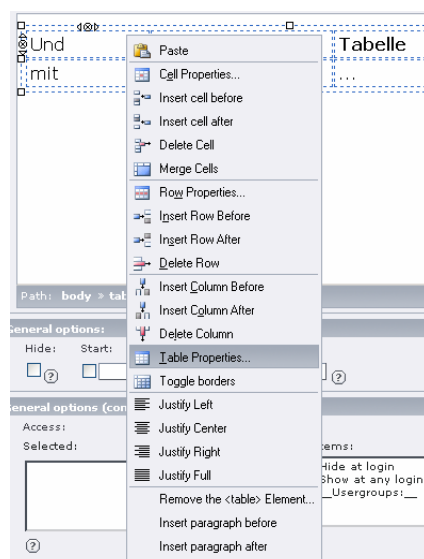 Und
Tabelle
mit
...
Paste
Cell Properties...
Insert cell before
Insert cell after
Delete Cell
Merge Cells
Row Properties...
Insert Row Before
Insert Row After
Delete Row
Insert Column Before
Insert Column After
Delete Column
Table Properties...
Toggle borders
Justify Left
Justify Center
Justify Right
Justify Full
Remove the <table> Element...
Insert paragraph before
Insert paragraph after
Path: body > tab
General options:
Hide: Start:
?
?
General options (con
Access:
Selected:
ems:
Hide at login
Show at any login
__Usergroups:__
?